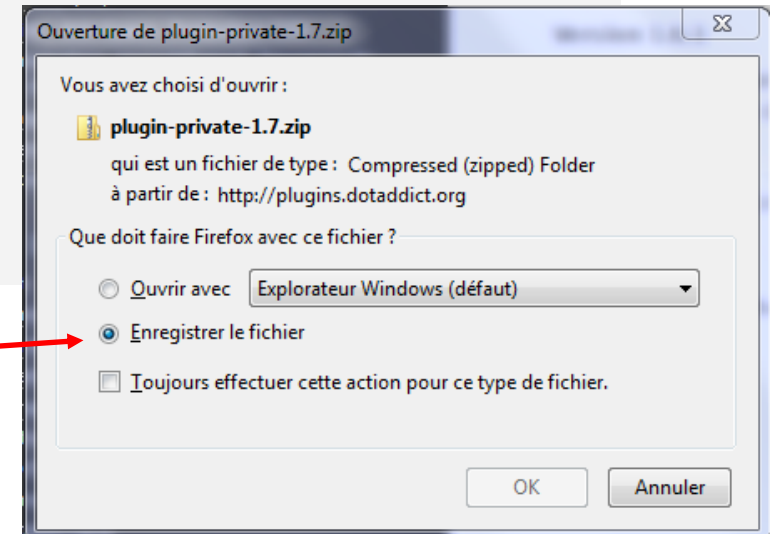 Ouverture de plugin-private-1.7.zip
Vous avez choisi d'ouvrir :
plugin-private-1.7.zip
qui est un fichier de type : Compressed (zipped) Folder
à partir de : http://plugins.dotaddict.org
Que doit faire Firefox avec ce fichier ?
Ouvrir avec Explorateur Windows (défaut)
Enregistrer le fichier
Toujours effectuer cette action pour ce type de fichier.
OK Annuler